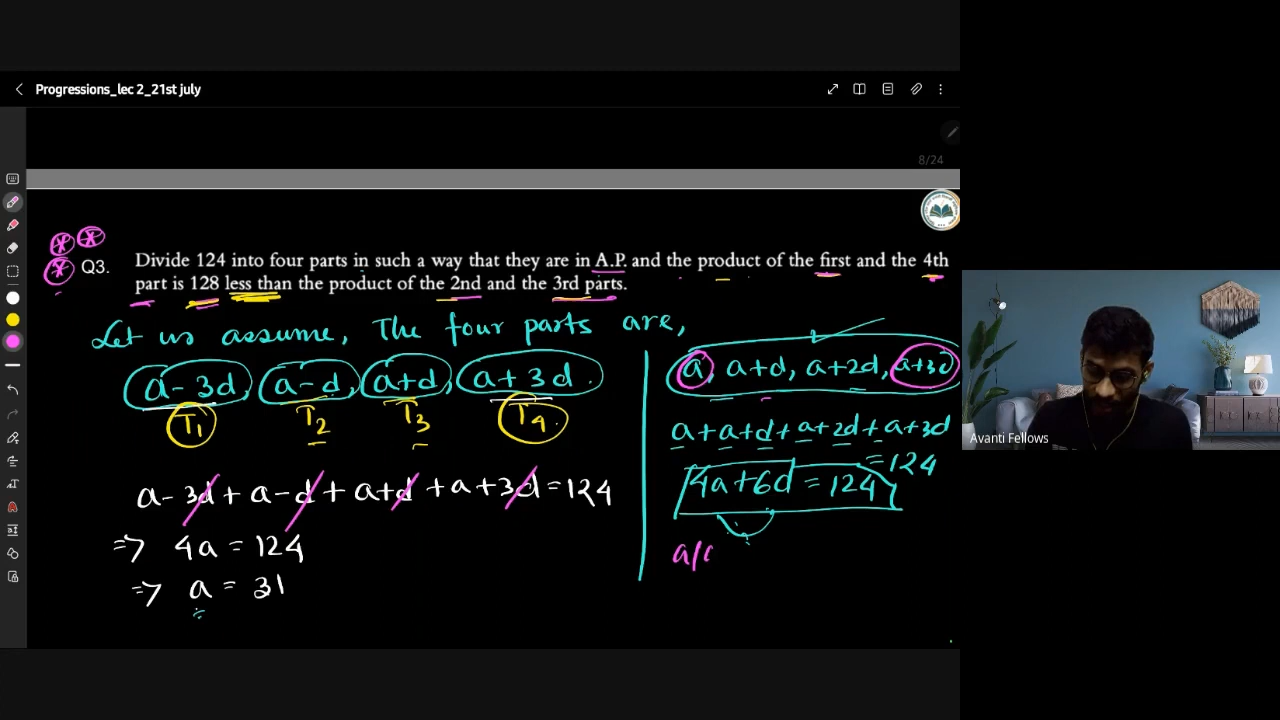 Progressions_lec 2_21st july
8/24
Q3. Divide 124 into four parts in such a way that they are in A.P. and the product of the first and the 4th
part is 128 less than the product of the 2nd and the 3rd parts.
Let us assume, The four parts are,
a-3d, a-d, a+d, a+3d.
T1 T2 T3 T4
a-3d + a-d + a+d + a+3d = 124
=> 4a = 124
=> a = 31
a, a+d, a+2d, a+3d
a+a+d+a+2d+a+3d
=124
4a+6d = 124
a/c
Avanti Fellows